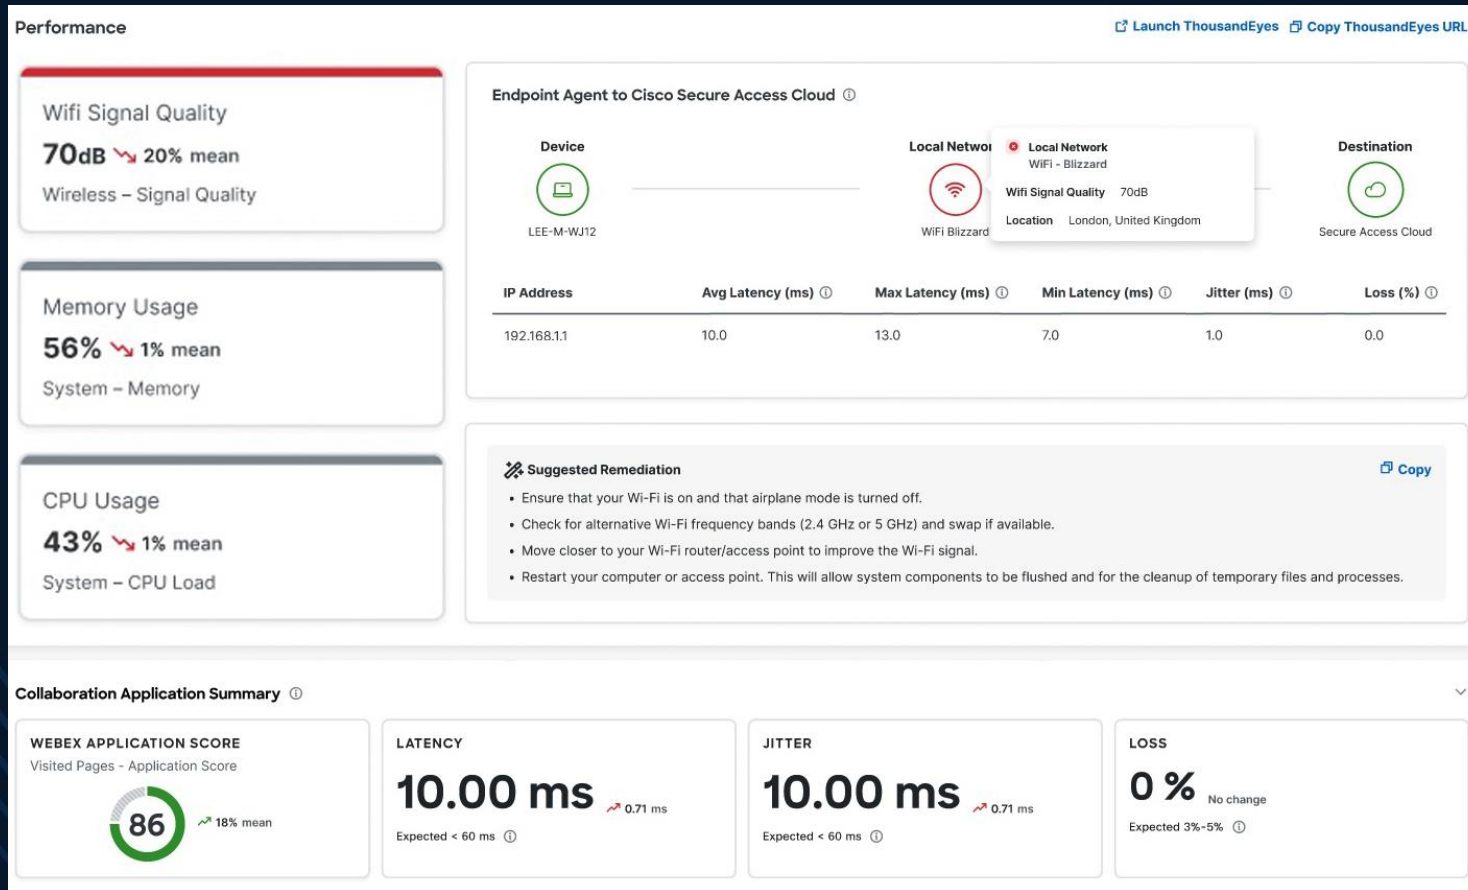 Performance
Launch ThousandEyes
Copy ThousandEyes URL
Wifi Signal Quality
70dB 20% mean
Wireless – Signal Quality
Memory Usage
56% 1% mean
System – Memory
CPU Usage
43% 1% mean
System – CPU Load
Endpoint Agent to Cisco Secure Access Cloud
Device
LEE-M-WJ12
Local Networ
WiFi Blizzard
Local Network
WiFi - Blizzard
Wifi Signal Quality 70dB
Location London, United Kingdom
Destination
Secure Access Cloud
IP Address Avg Latency (ms) Max Latency (ms) Min Latency (ms) Jitter (ms) Loss (%)
192.168.1.1 10.0 13.0 7.0 1.0 0.0
Suggested Remediation
Copy
• Ensure that your Wi-Fi is on and that airplane mode is turned off.
• Check for alternative Wi-Fi frequency bands (2.4 GHz or 5 GHz) and swap if available.
• Move closer to your Wi-Fi router/access point to improve the Wi-Fi signal.
• Restart your computer or access point. This will allow system components to be flushed and for the cleanup of temporary files and processes.
Collaboration Application Summary
WEBEX APPLICATION SCORE
Visited Pages - Application Score
86 18% mean
LATENCY
10.00 ms 0.71 ms
Expected < 60 ms
JITTER
10.00 ms 0.71 ms
Expected < 60 ms
LOSS
0 % No change
Expected 3%-5%